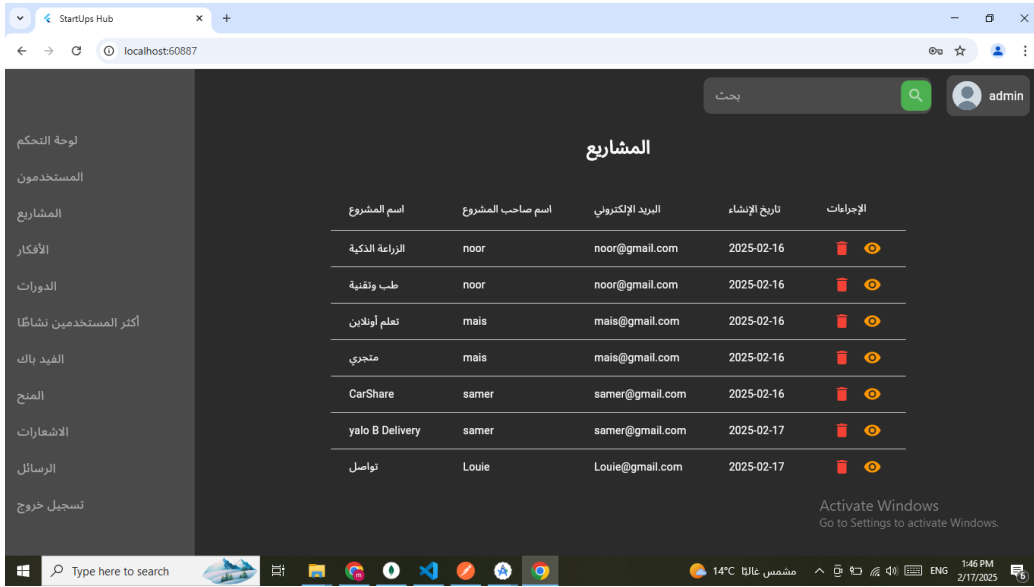 StartUps Hub
localhost:60887
بحث
admin
لوحة التحكم
المستخدمون
المشاريع
الأفكار
الدورات
أكثر المستخدمين نشاطًا
الفيد باك
المنح
الاشعارات
الرسائل
تسجيل خروج
المشاريع
اسم المشروع اسم صاحب المشروع البريد الإلكتروني تاريخ الإنشاء الإجراءات
الزراعة الذكية noor noor@gmail.com 2025-02-16
طب وتقنية noor noor@gmail.com 2025-02-16
تعلم أونلاين mais mais@gmail.com 2025-02-16
متجري mais mais@gmail.com 2025-02-16
CarShare samer samer@gmail.com 2025-02-16
yalo B Delivery samer samer@gmail.com 2025-02-17
تواصل Louie Louie@gmail.com 2025-02-17
Activate Windows
Go to Settings to activate Windows.
Type here to search
14°C مشمس غالبًا
ENG
1:46 PM
2/17/2025